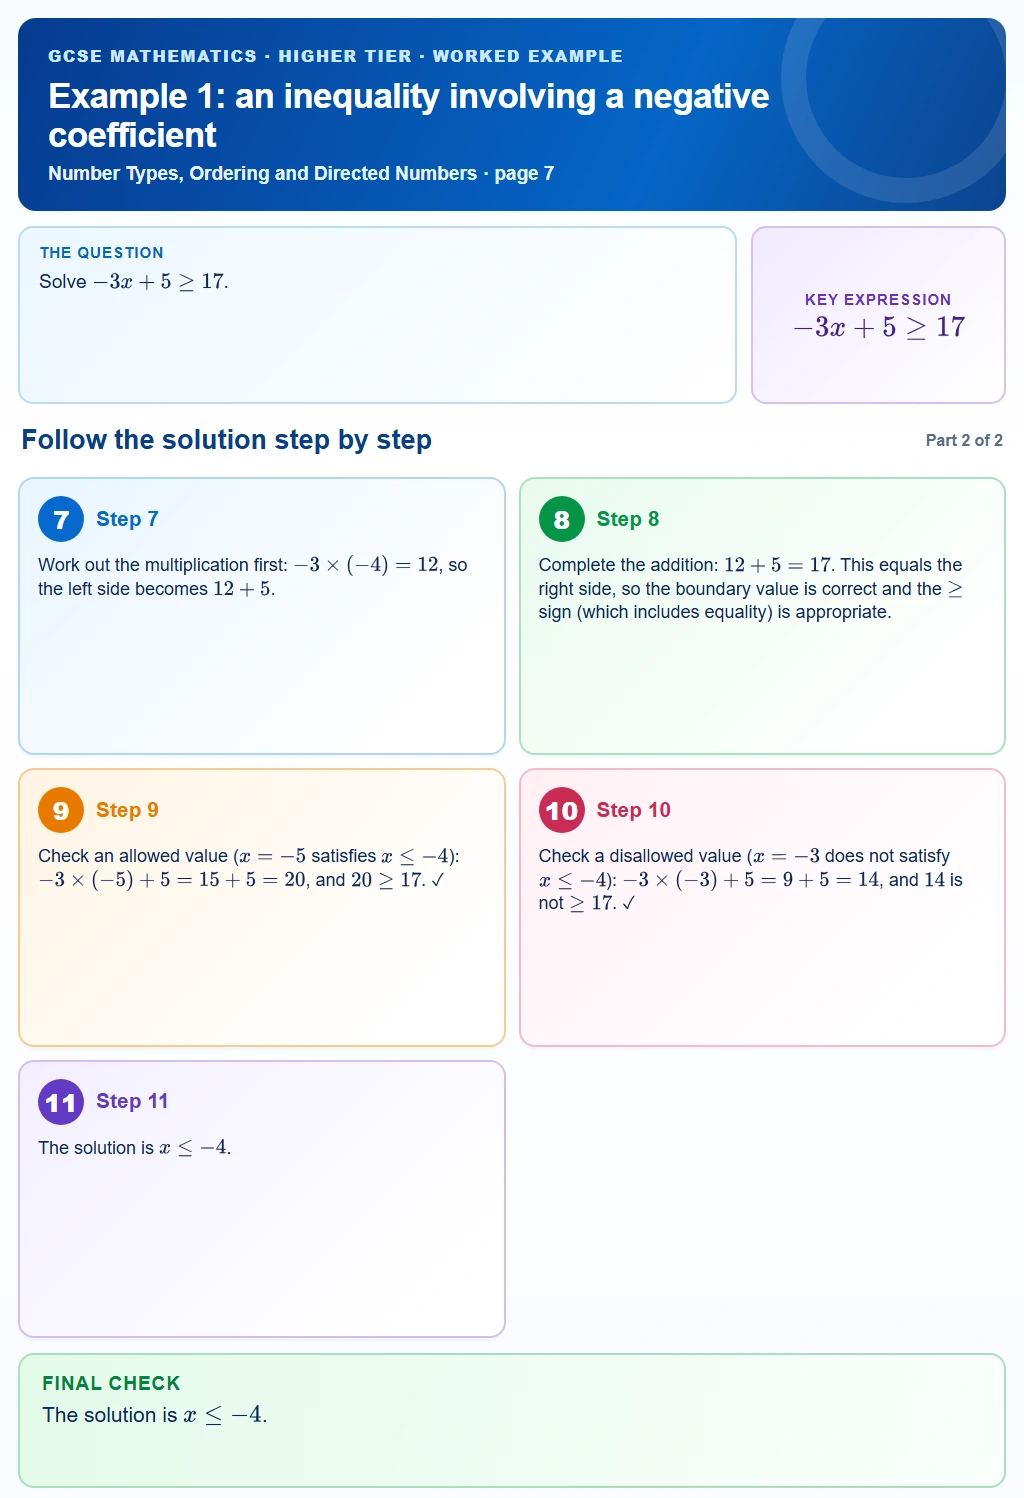 GCSE MATHEMATICS · HIGHER TIER · WORKED EXAMPLE
Example 1: an inequality involving a negative
coefficient
Number Types, Ordering and Directed Numbers · page 7
THE QUESTION
Solve −3x + 5 ≥ 17.
KEY EXPRESSION
−3x + 5 ≥ 17
Follow the solution step by step
Part 2 of 2
7 Step 7
Work out the multiplication first: −3 × (−4) = 12, so
the left side becomes 12 + 5.
8 Step 8
Complete the addition: 12 + 5 = 17. This equals the
right side, so the boundary value is correct and the ≥
sign (which includes equality) is appropriate.
9 Step 9
Check an allowed value (x = −5 satisfies x ≤ −4):
−3 × (−5) + 5 = 15 + 5 = 20, and 20 ≥ 17. ✓
10 Step 10
Check a disallowed value (x = −3 does not satisfy
x ≤ −4): −3 × (−3) + 5 = 9 + 5 = 14, and 14 is
not ≥ 17. ✓
11 Step 11
The solution is x ≤ −4.
FINAL CHECK
The solution is x ≤ −4.